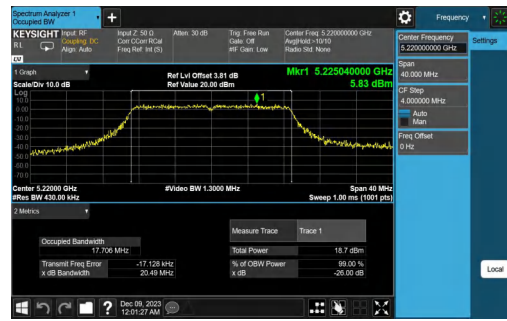 Spectrum Analyzer 1
Occupied BW
+
Frequency
KEYSIGHT
Input: RF
Coupling: DC
Align: Auto
Input Z: 50 Ω
Corr CCorr RCal
Freq Ref: Int (S)
Atten: 30 dB
Trig: Free Run
Gate: Off
#IF Gain: Low
Center Freq: 5.220000000 GHz
Avg|Hold:>10/10
Radio Std: None
RL
LXI
Center Frequency
5.220000000 GHz
Settings
Span
40.000 MHz
CF Step
4.000000 MHz
Auto
Man
Freq Offset
0 Hz
Local
1 Graph
Scale/Div 10.0 dB
Ref Lvl Offset 3.81 dB
Ref Value 20.00 dBm
Mkr1 5.225040000 GHz
5.83 dBm
Log
10.0
0.00
-10.0
-20.0
-30.0
-40.0
-50.0
-60.0
-70.0
1
Center 5.22000 GHz
#Res BW 430.00 kHz
#Video BW 1.3000 MHz
Span 40 MHz
Sweep 1.00 ms (1001 pts)
2 Metrics
Measure Trace Trace 1
Occupied Bandwidth
17.706 MHz
Total Power 18.7 dBm
Transmit Freq Error -17.128 kHz
% of OBW Power 99.00 %
x dB Bandwidth 20.49 MHz
x dB -26.00 dB
?
Dec 09, 2023
12:01:27 AM